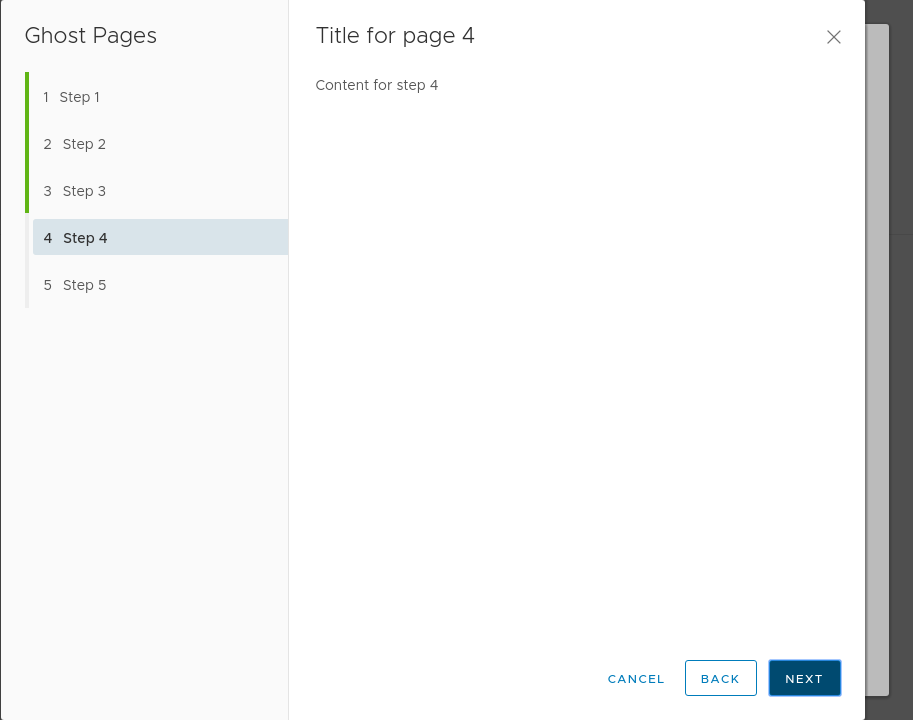 Ghost Pages
1 Step 1
2 Step 2
3 Step 3
4 Step 4
5 Step 5
Title for page 4
Content for step 4
CANCEL
BACK
NEXT